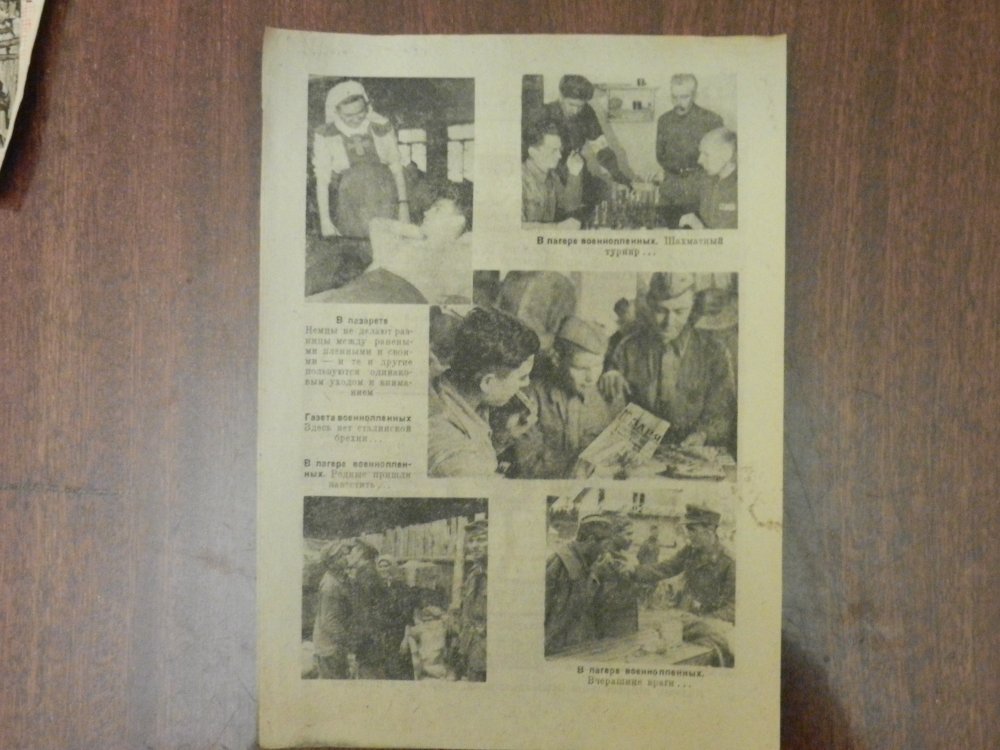 В лагере военнопленных. Шахматный
турнир...
В лазарете
Немцы не делают раз-
ницы между ранены-
ми пленными и свои-
ми — и те и другие
пользуются одинако-
вым уходом и внима-
нием
Газета военнопленных
Здесь нет сталинской
брехни...
ЗАРЯ
В лагере военноплен-
ных. Родные пришли
навестить...
В лагере военнопленных.
Вчерашние враги...